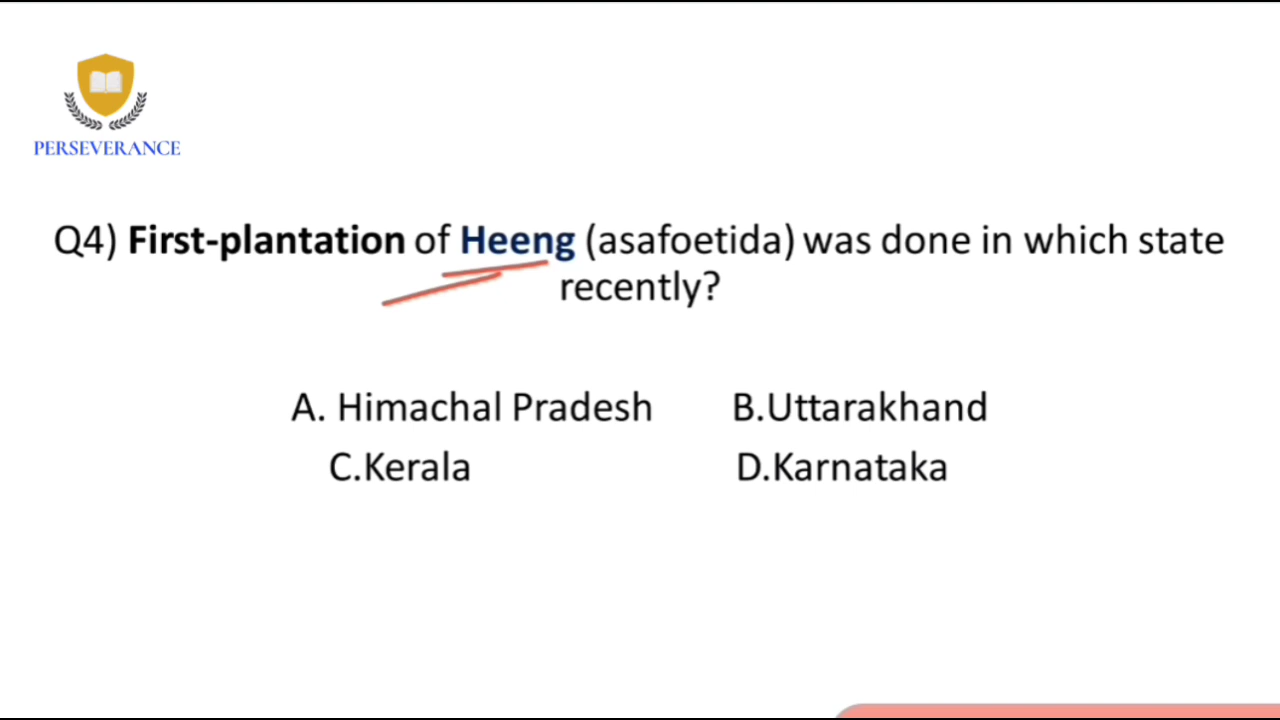 PERSEVERANCE
Q4) First-plantation of Heeng (asafoetida) was done in which state
recently?
A. Himachal Pradesh B.Uttarakhand
C.Kerala D.Karnataka